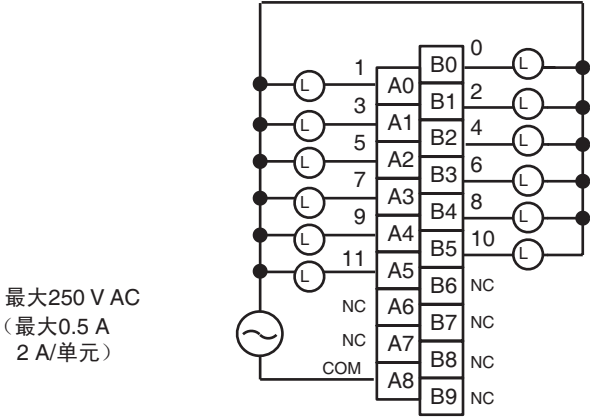 0
1 L B0 L
A0 2
3 L B1 L
A1 4
5 L B2 L
A2 6
7 L B3 L
A3 8
9 L B4 L
A4 10
11 L B5 L
A5
B6 NC
NC A6
B7 NC
NC A7
B8 NC
COM A8
B9 NC
最大250 V AC
（最大0.5 A
2 A/单元）